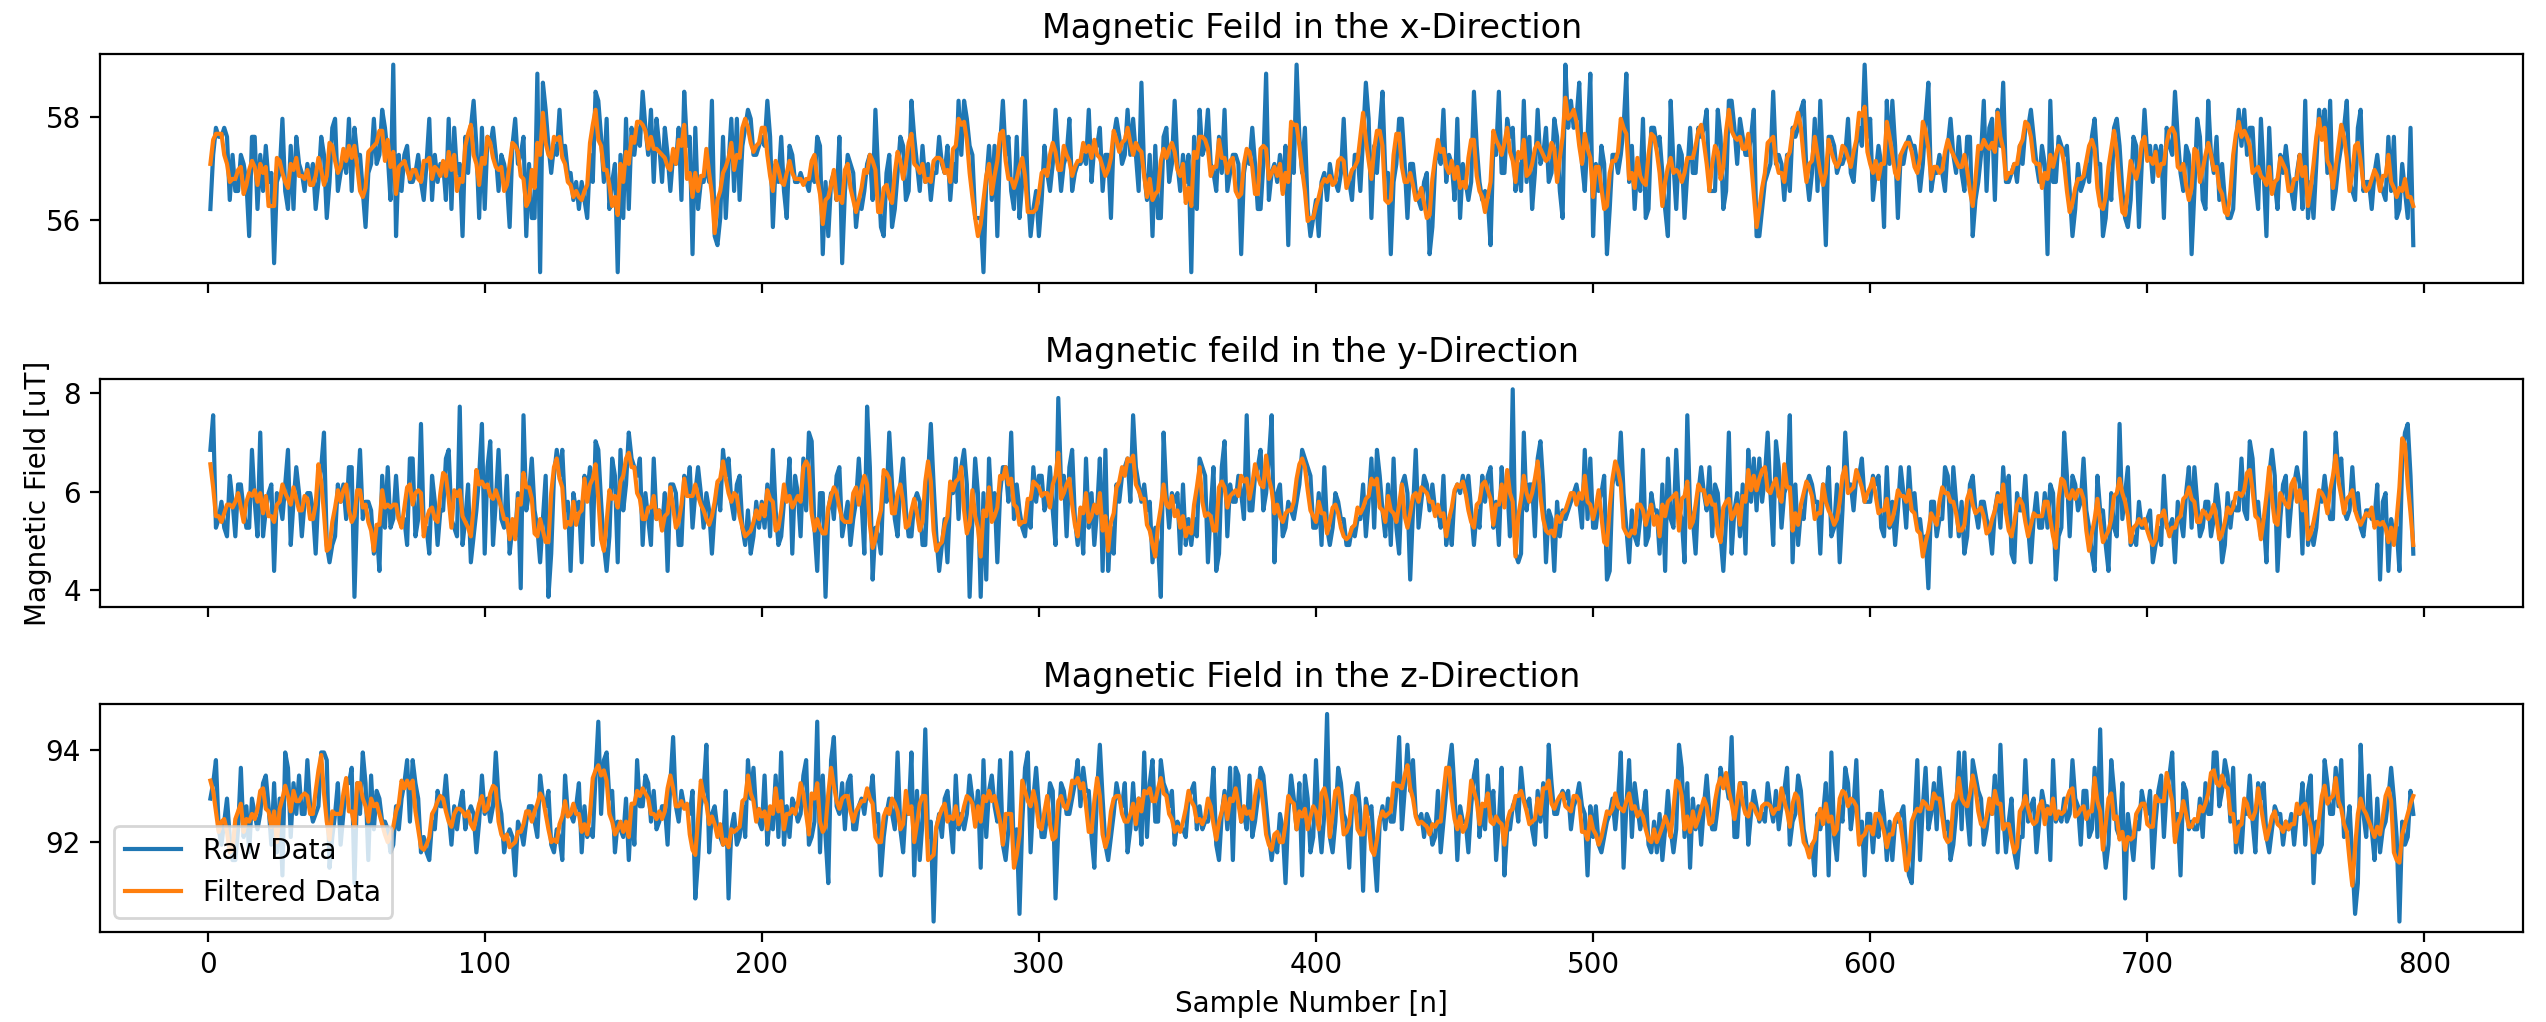 Magnetic Feild in the x-Direction
58
56
Magnetic feild in the y-Direction
8
6
4
Magnetic Field [uT]
Magnetic Field in the z-Direction
94
92
Raw Data
Filtered Data
0 100 200 300 400 500 600 700 800
Sample Number [n]